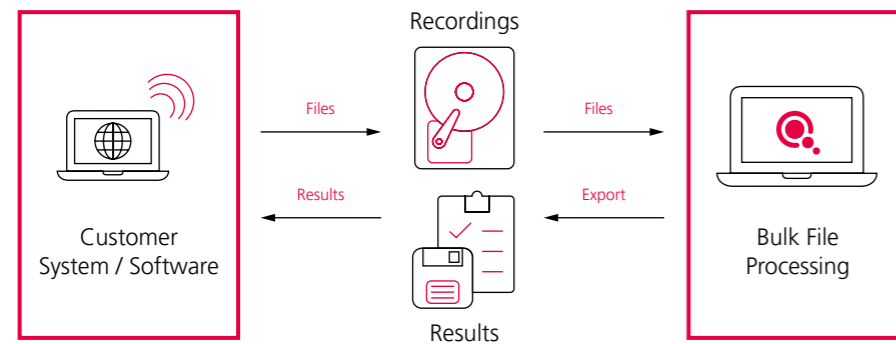 Recordings
Files
Files
Results
Export
Customer
System / Software
Bulk File
Processing
Results